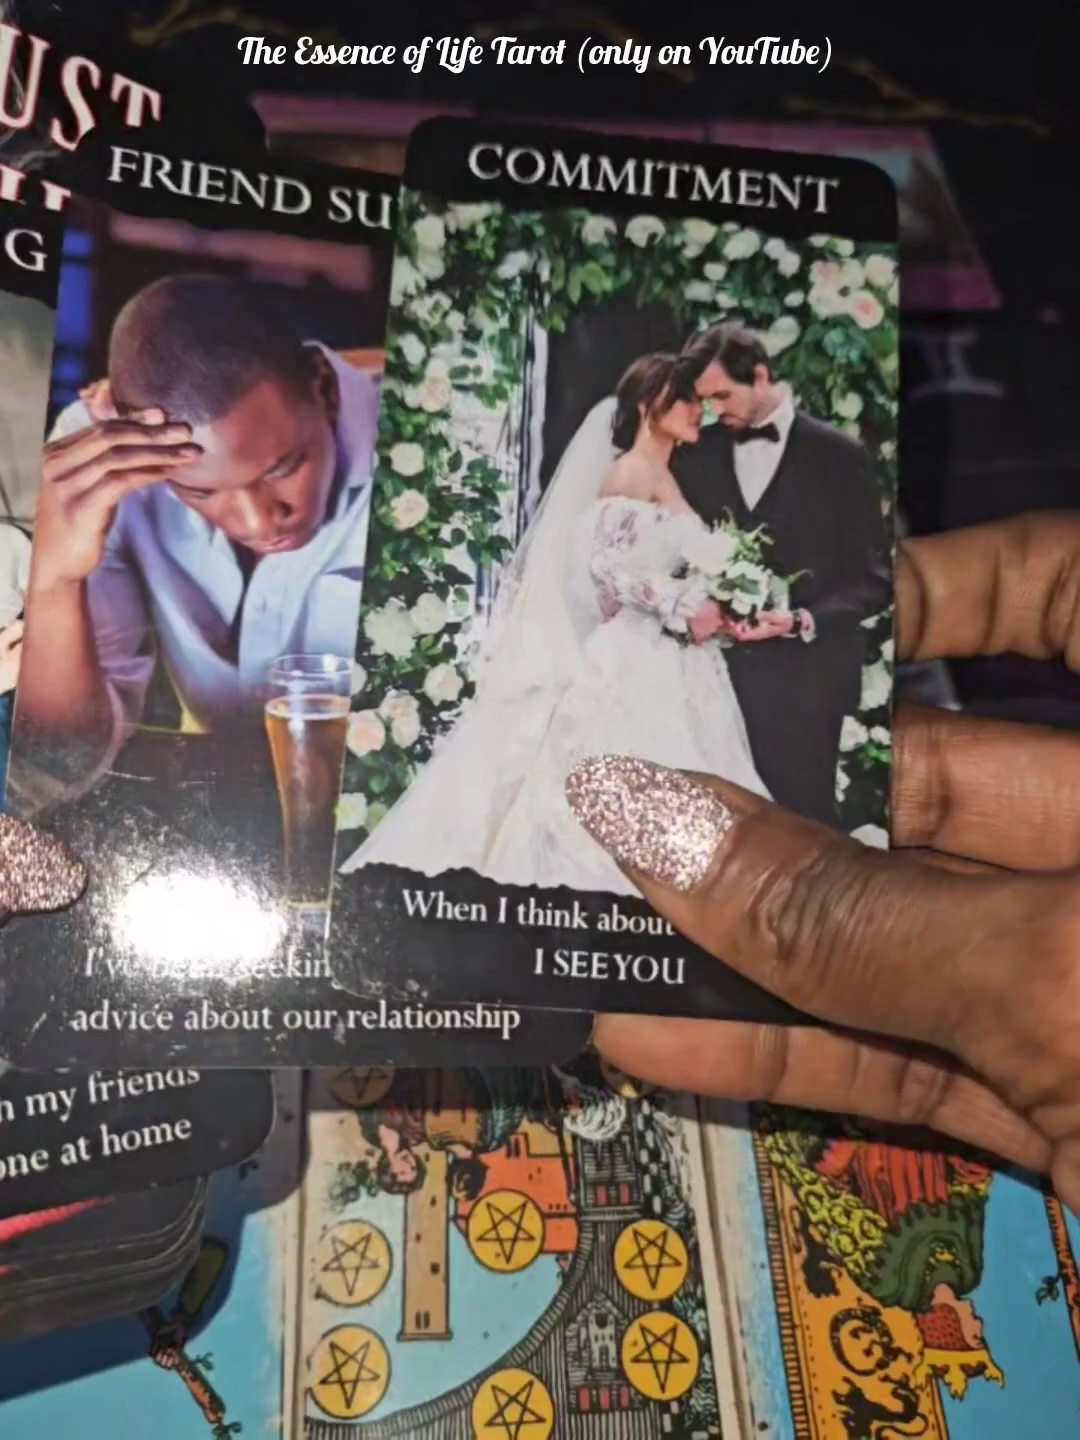 The Essence of Life Tarot (only on YouTube)
UST
G
FRIEND SU
COMMITMENT
When I think about
I SEE YOU
I've been seekin
advice about our relationship
n my friends
one at home